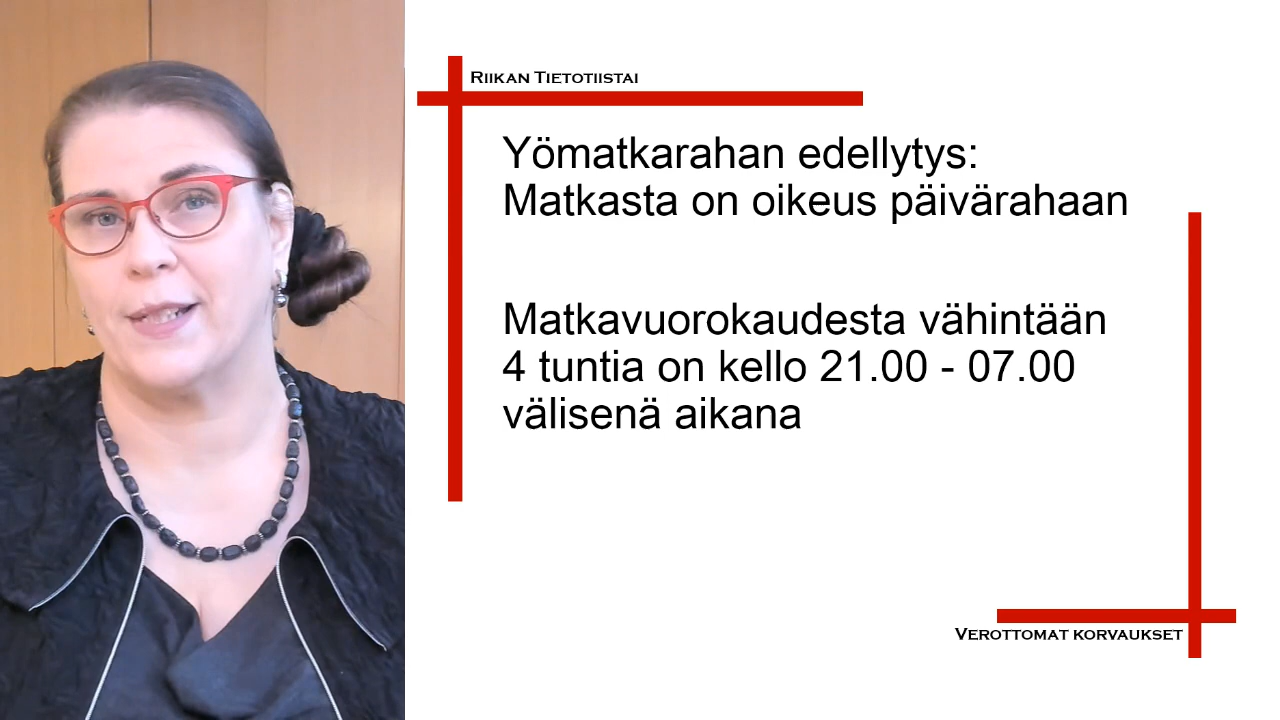 Riikan Tietotiistai
Yömatkarahan edellytys:
Matkasta on oikeus päivärahaan
Matkavuorokaudesta vähintään
4 tuntia on kello 21.00 - 07.00
välisenä aikana
Verottomat korvaukset